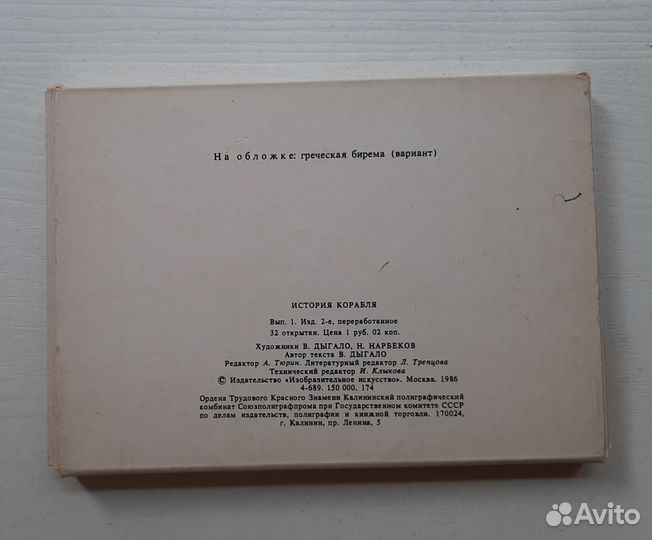 На обложке: греческая бирема (вариант)
ИСТОРИЯ КОРАБЛЯ
Вып. 1. Изд. 2-е, переработанное
32 открытки. Цена 1 руб. 02 коп.
Художники В. ДЫГАЛО, Н. НАРБЕКОВ
Автор текста В. ДЫГАЛО
Редактор А. Тюрин. Литературный редактор Л. Трепцова
Технический редактор И. Клыкова
© Издательство «Изобразительное искусство». Москва. 1986
4-689. 150 000. 174
Ордена Трудового Красного Знамени Калининский полиграфический
комбинат Союзполиграфпрома при Государственном комитете СССР
по делам издательств, полиграфии и книжной торговли. 170024,
г. Калинин, пр. Ленина, 5
Avito